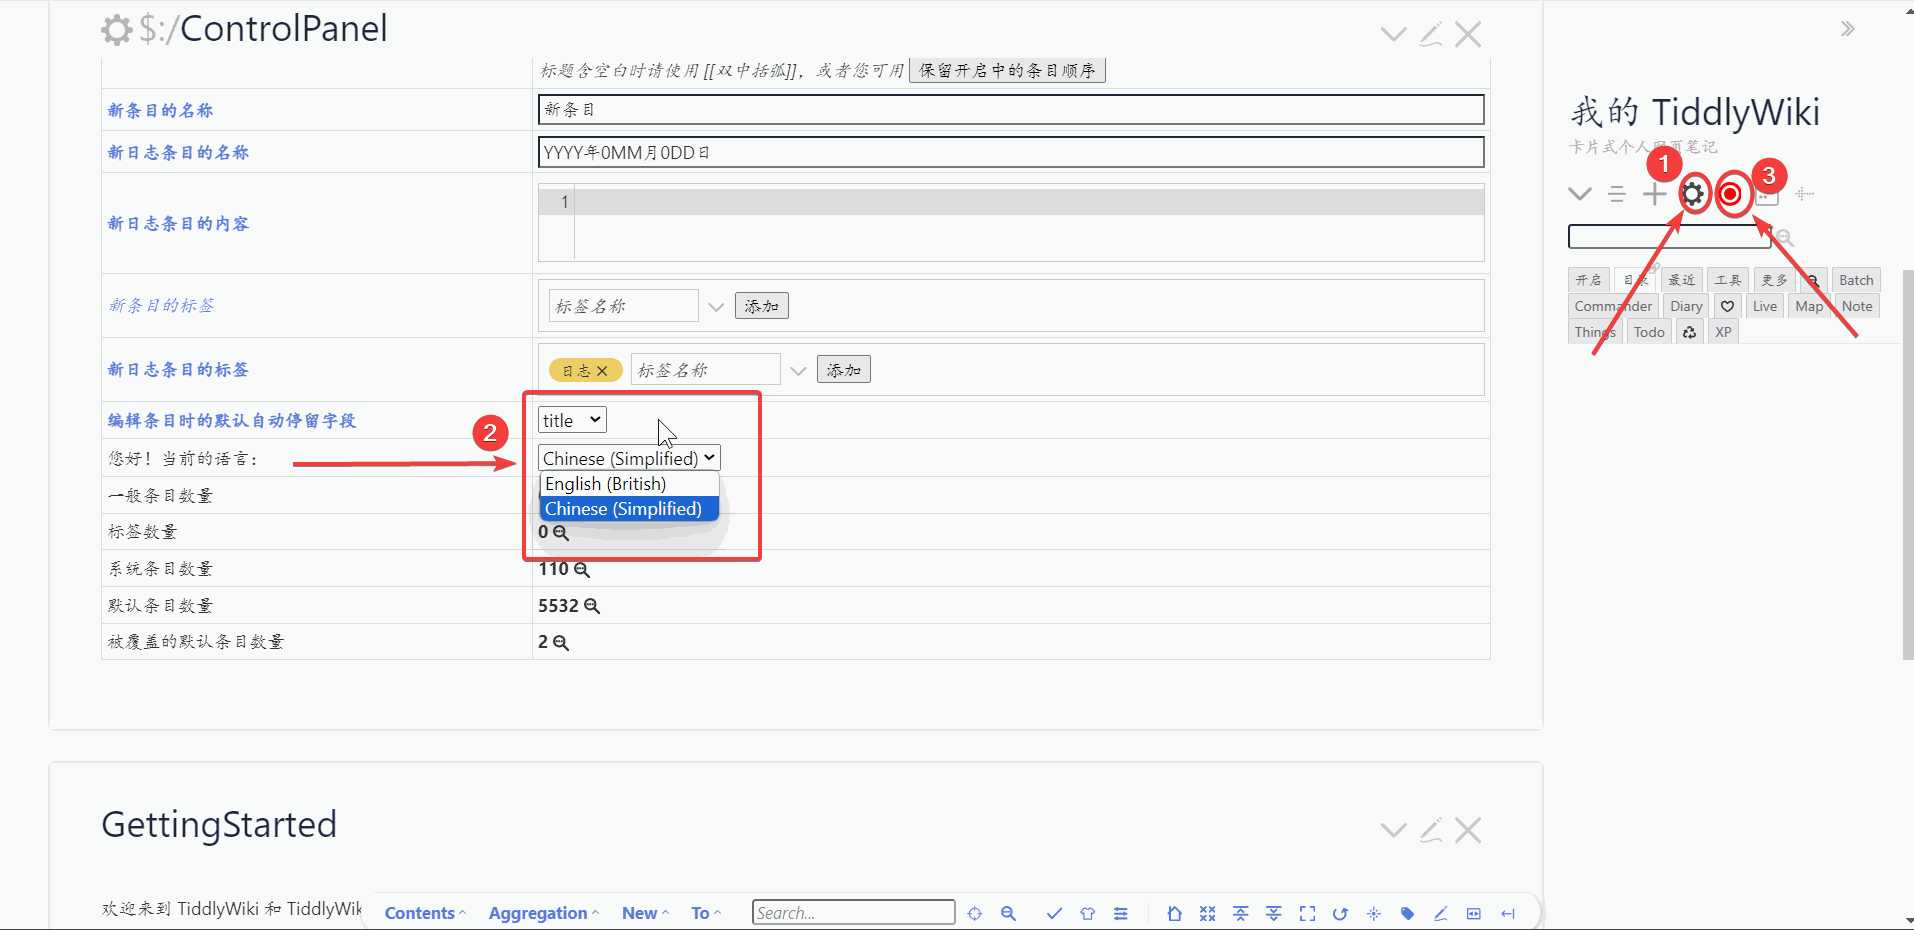 $:/ControlPanel
标题含空白时请使用 [[双中括弧]]，或者您可用 保留开启中的条目顺序
新条目的名称
新条目
新日志条目的名称
YYYY年0MM月0DD日
新日志条目的内容
1
新条目的标签
标签名称
添加
新日志条目的标签
日志
标签名称
添加
编辑条目时的默认自动停留字段
title
2
您好！当前的语言：
Chinese (Simplified)
English (British)
Chinese (Simplified)
一般条目数量
标签数量
0
系统条目数量
110
默认条目数量
5532
被覆盖的默认条目数量
2
GettingStarted
欢迎来到 TiddlyWiki 和 TiddlyWik
Contents
Aggregation
New
To
Search...
我的 TiddlyWiki
卡片式个人网页笔记
1
3
开启 目录 最近 工具 更多 Batch
Commander Diary Live Map Note
Things Todo XP